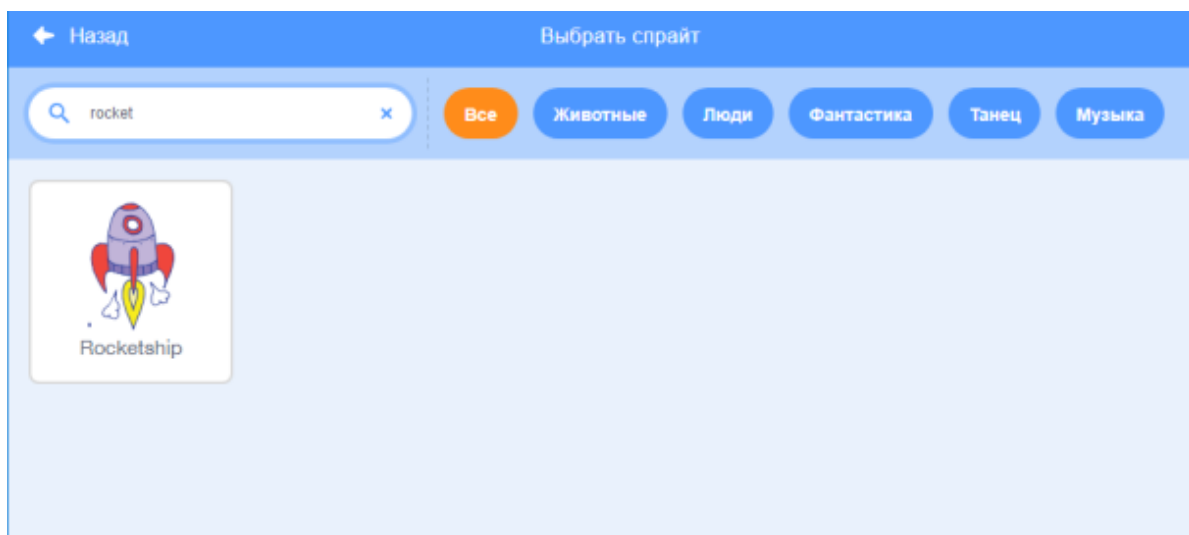 Назад
Выбрать спрайт
rocket
Все Животные Люди Фантастика Танец Музыка
Rocketship